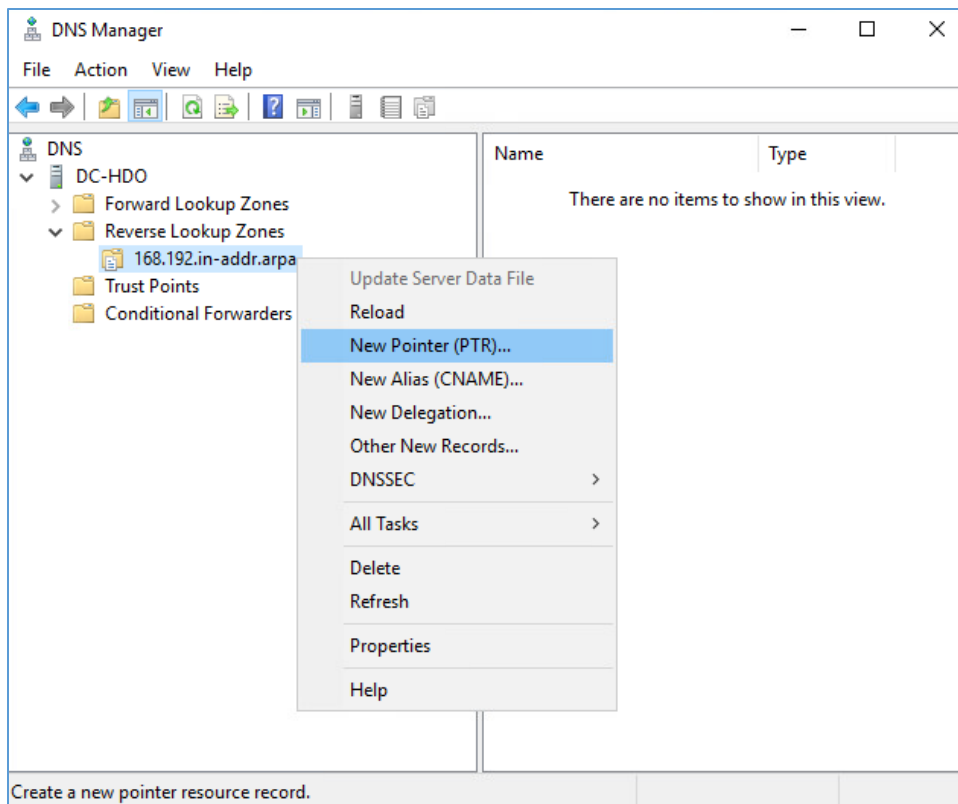 DNS Manager
File Action View Help
DNS
DC-HDO
Forward Lookup Zones
Reverse Lookup Zones
168.192.in-addr.arpa
Trust Points
Conditional Forwarders
Name Type
There are no items to show in this view.
Update Server Data File
Reload
New Pointer (PTR)...
New Alias (CNAME)...
New Delegation...
Other New Records...
DNSSEC
All Tasks
Delete
Refresh
Properties
Help
Create a new pointer resource record.